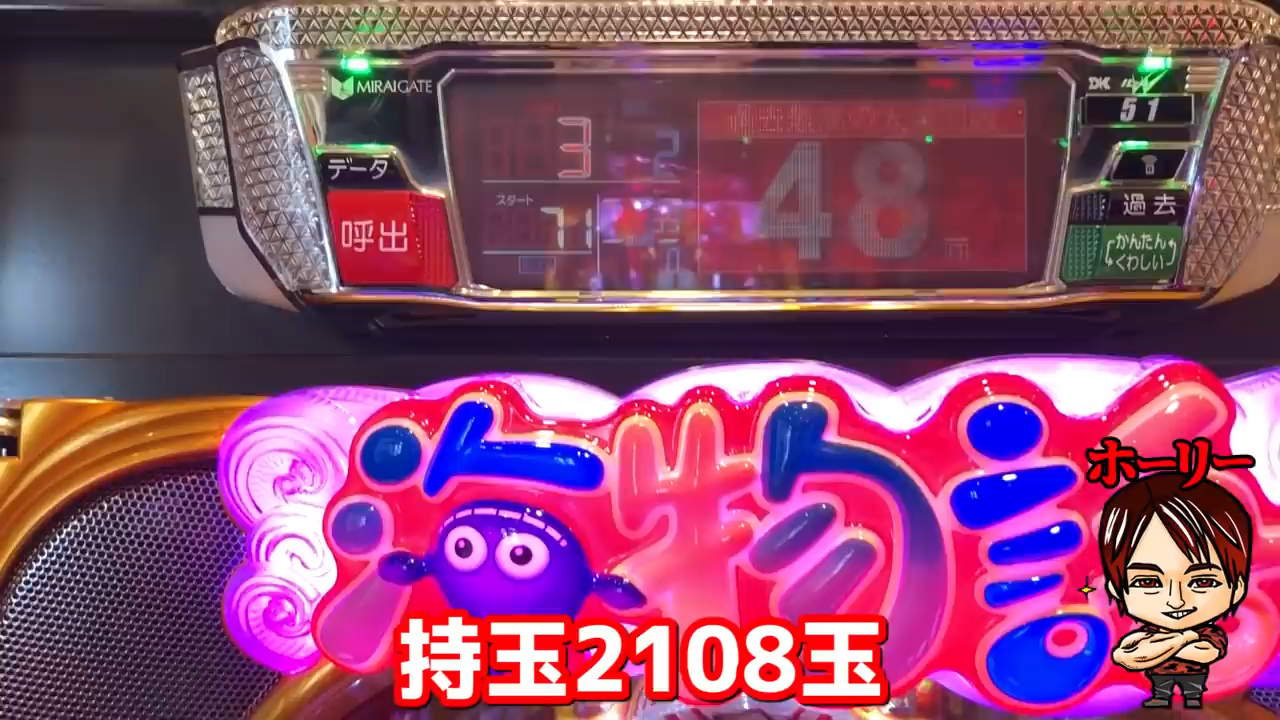 MIRAIGATE
DK
51
データ
3
2
48
過去
スタート
71
呼出
かんたん
くわしい
海物語
ホーリー
持玉2108玉